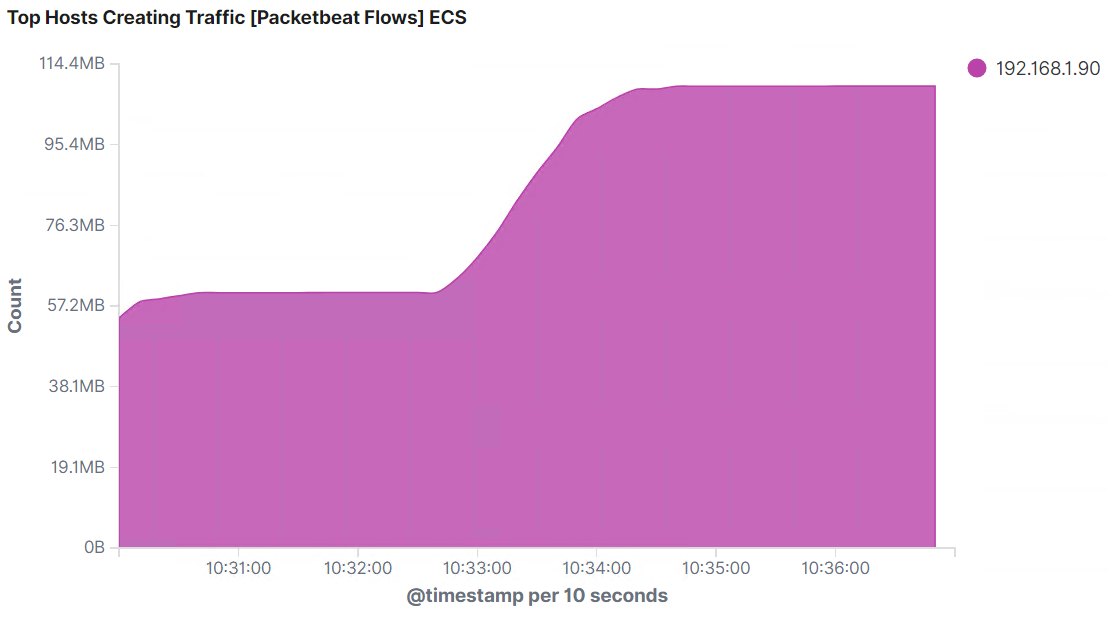 Top Hosts Creating Traffic [Packetbeat Flows] ECS
114.4MB
95.4MB
76.3MB
57.2MB
38.1MB
19.1MB
0B
Count
10:31:00 10:32:00 10:33:00 10:34:00 10:35:00 10:36:00
@timestamp per 10 seconds
192.168.1.90